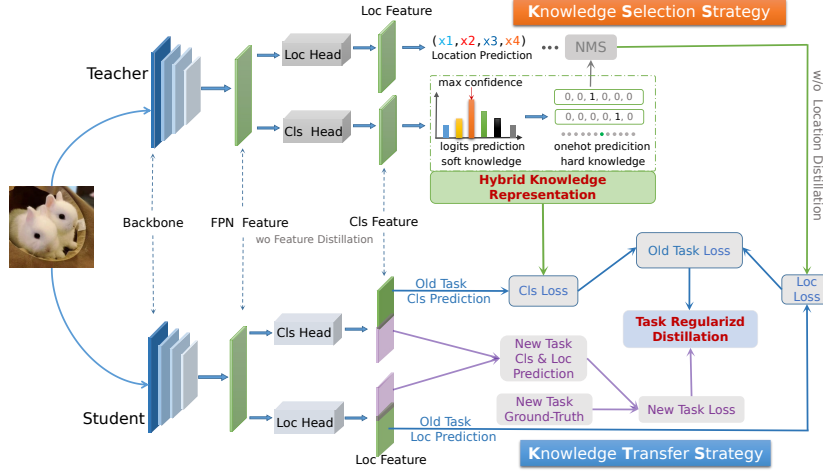 Loc Feature
Knowledge Selection Strategy
Teacher
Loc Head
(x1,x2,x3,x4)
Location Prediction
NMS
w/o Location Distillation
max confidence
0, 0, 1, 0, 0, 0
0, 0, 0, 0, 1, 0
Cls Head
logits prediction
soft knowledge
onehot predicition
hard knowledge
Hybrid Knowledge
Representation
Backbone
FPN Feature
Cls Feature
wo Feature Distillation
Old Task
Cls Prediction
Cls Loss
Old Task Loss
Loc
Loss
Task Regularizd
Distillation
Cls Head
New Task
Cls & Loc
Prediction
New Task
Ground-Truth
New Task Loss
Student
Loc Head
Old Task
Loc Prediction
Loc Feature
Knowledge Transfer Strategy